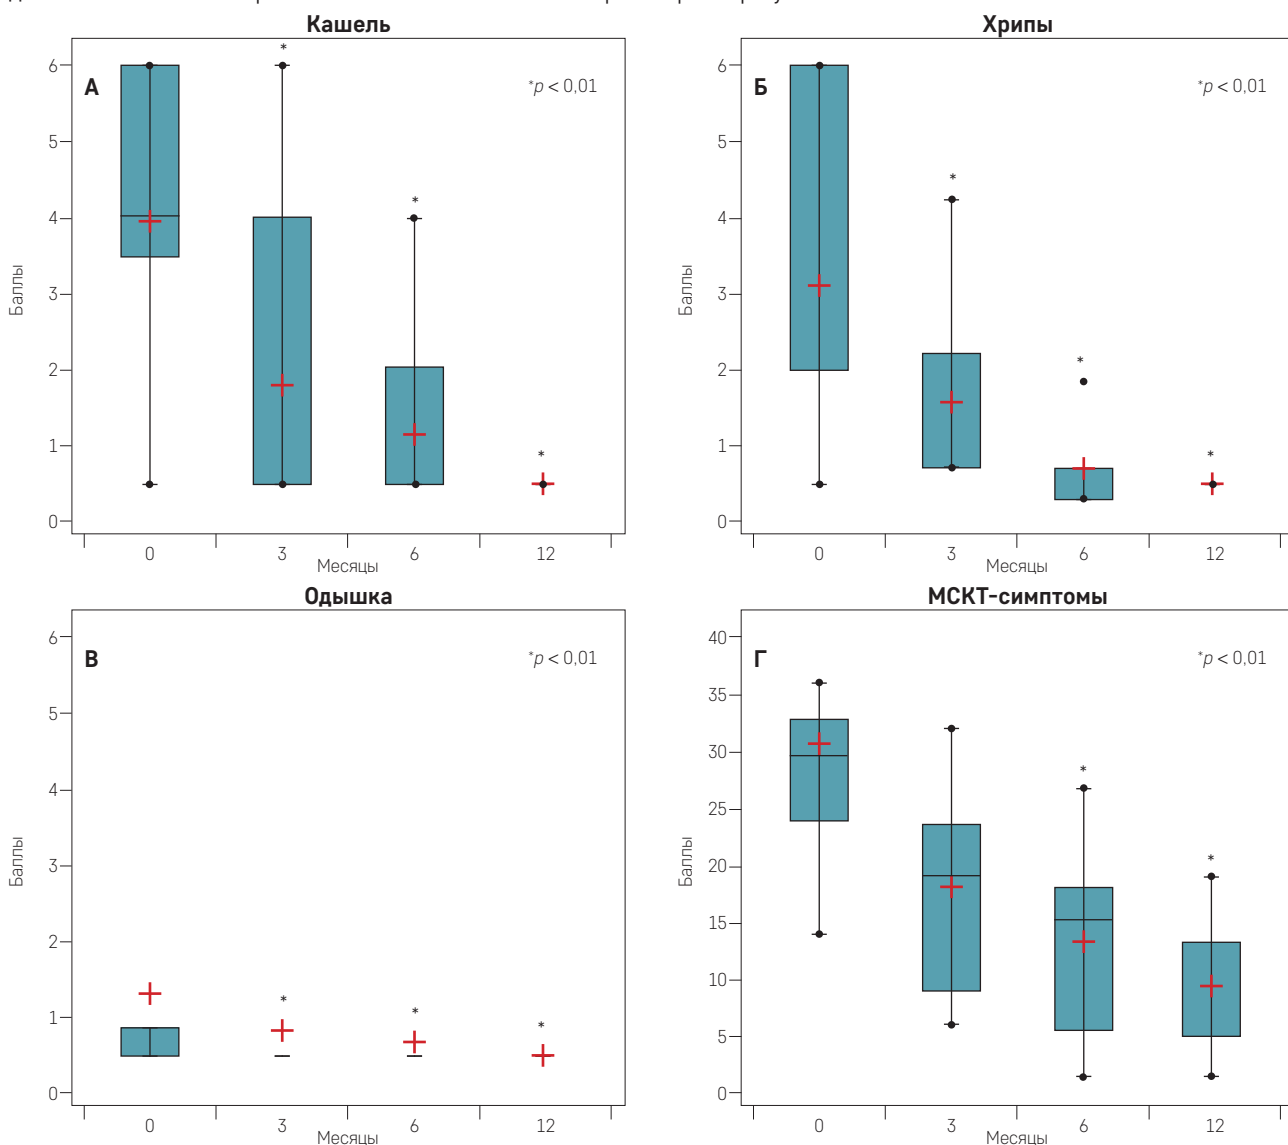 Кашель
*
А
*p < 0,01
*
*
6
5
4
3
2
1
0
Баллы
0 3 6 12
Месяцы
Хрипы
Б
*p < 0,01
*
*
*
6
5
4
3
2
1
0
Баллы
0 3 6 12
Месяцы
Одышка
В
*p < 0,01
*
*
*
6
5
4
3
2
1
0
Баллы
0 3 6 12
Месяцы
МСКТ-симптомы
Г
*p < 0,01
*
*
40
35
30
25
20
15
10
5
0
Баллы
0 3 6 12
Месяцы